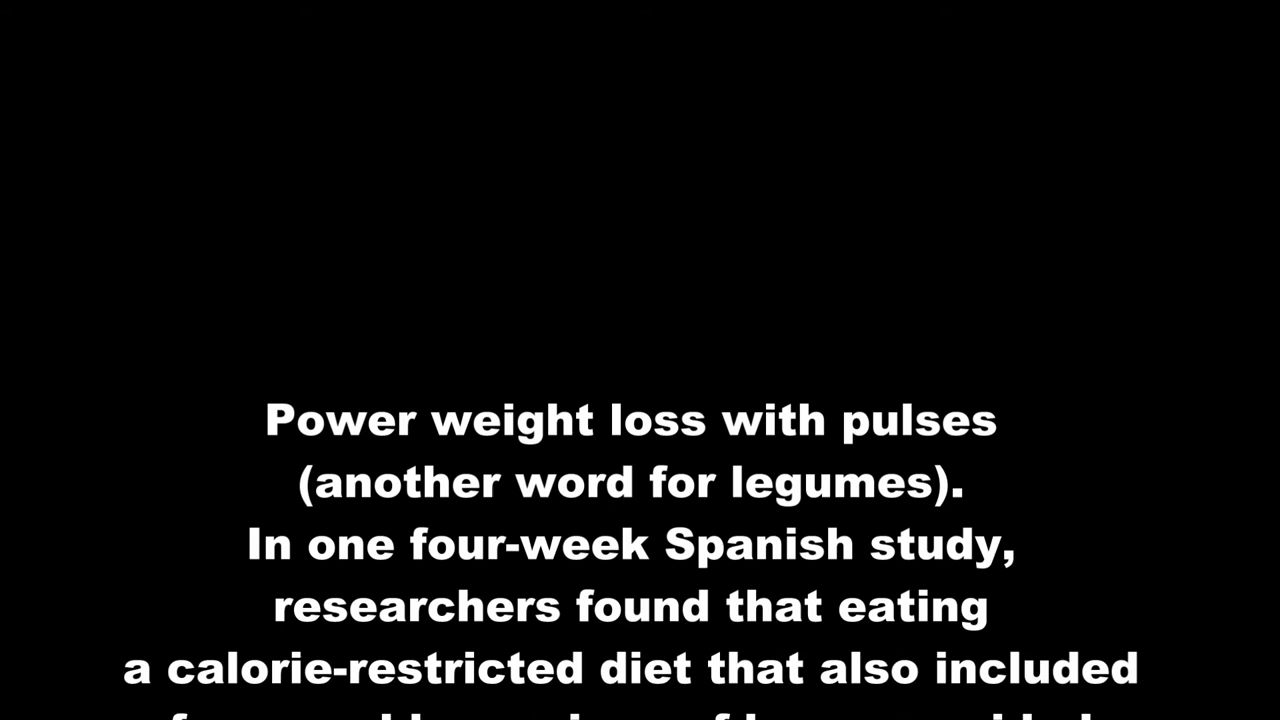 Power weight loss with pulses
(another word for legumes).
In one four-week Spanish study,
researchers found that eating
a calorie-restricted diet that also included